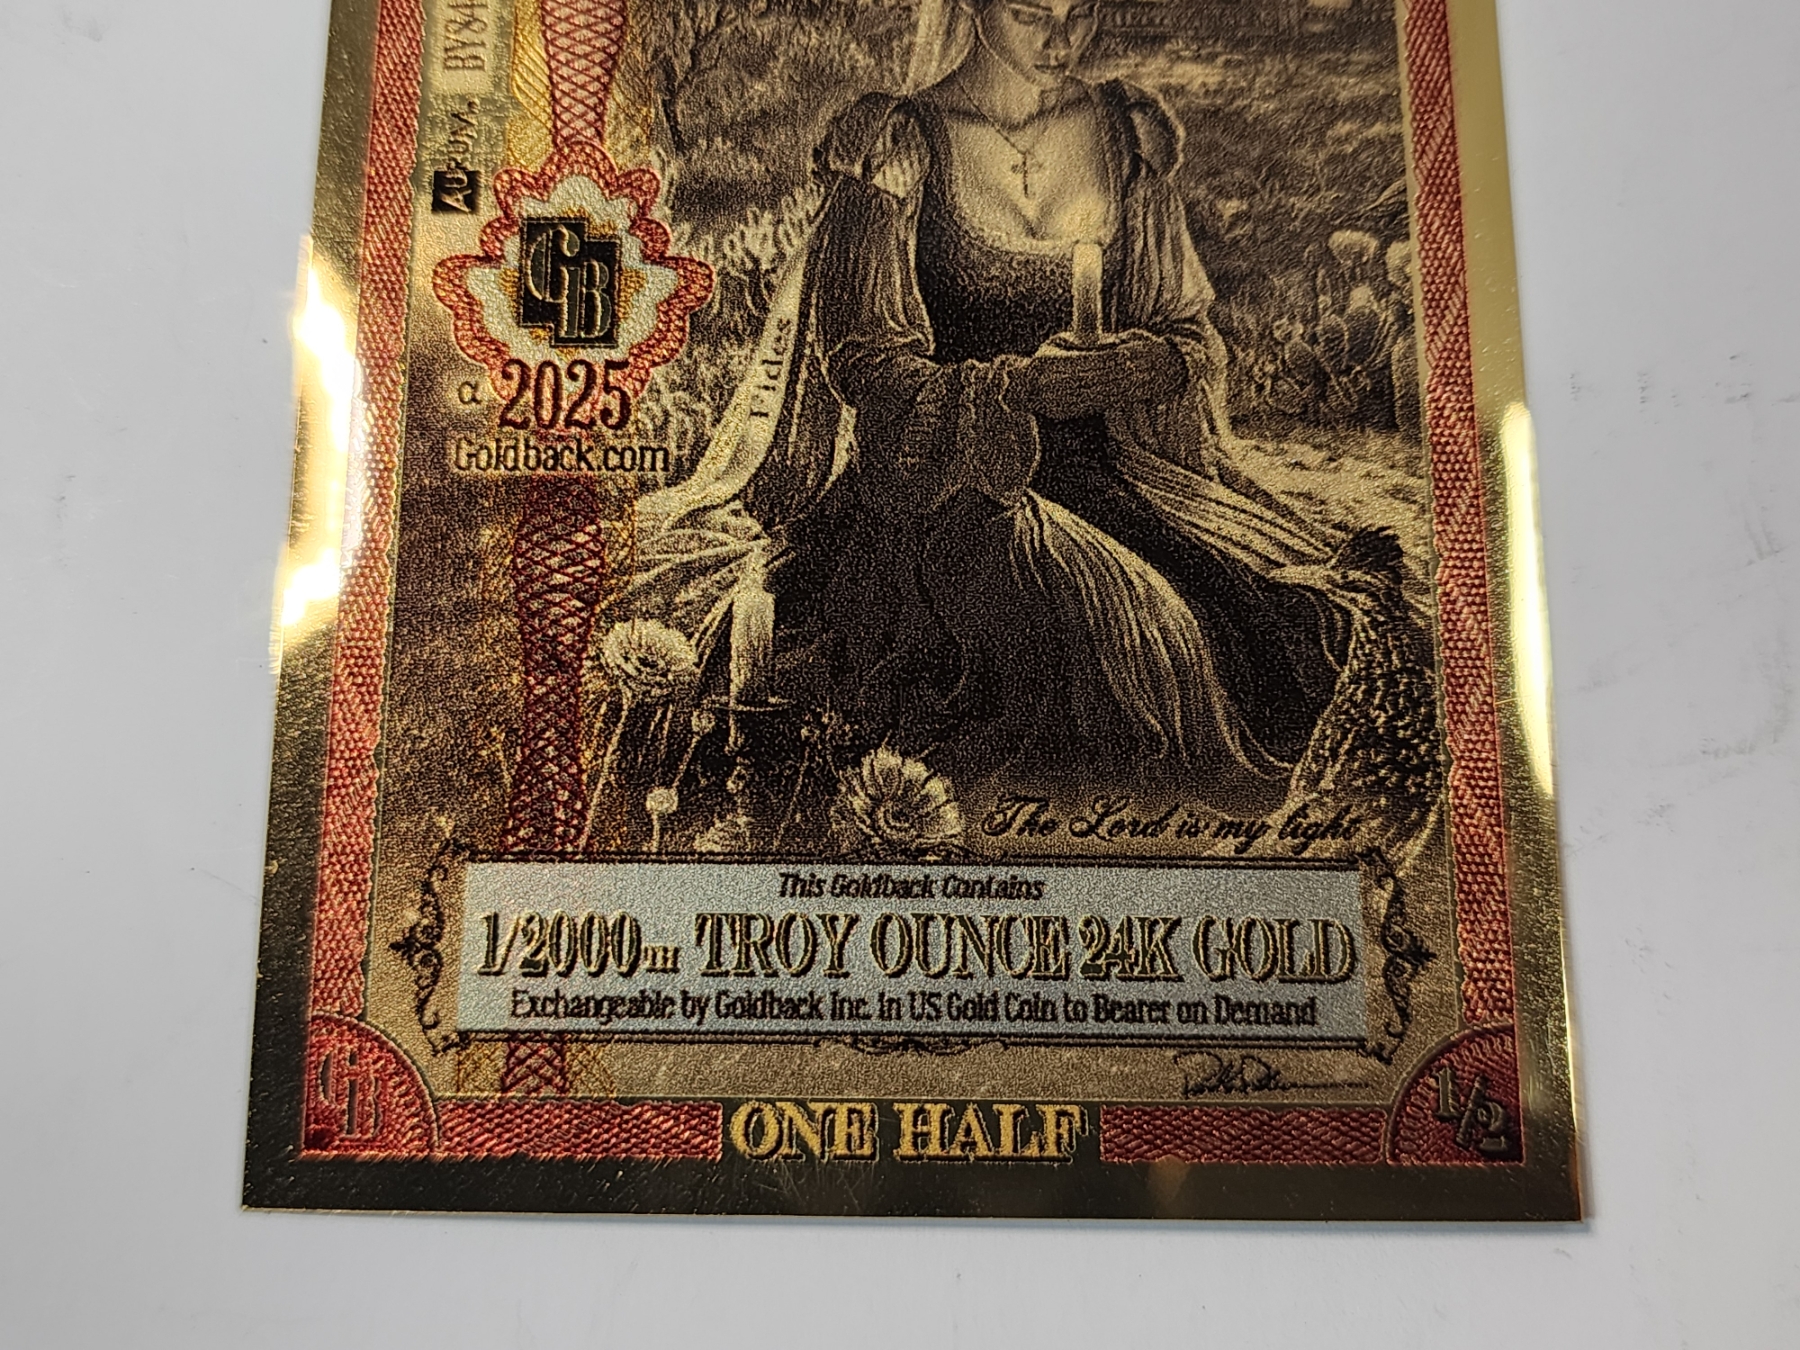 AURUM.
GB
α 2025
Goldback.com
Fides
The Lord is my light
This Goldback Contains
1/2000TH TROY OUNCE 24K GOLD
Exchangeable by Goldback Inc. in US Gold Coin to Bearer on Demand
GB
ONE HALF
1/2